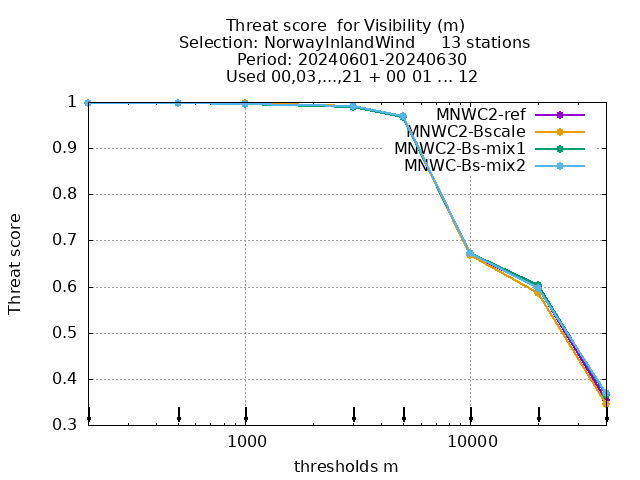 Threat score  for Visibility (m)
Selection: NorwayInlandWind     13 stations
Period: 20240601-20240630
Used 00,03,...,21 + 00 01 ... 12
MNWC2-ref
MNWC2-Bscale
MNWC2-Bs-mix1
MNWC-Bs-mix2
1
0.9
0.8
0.7
0.6
0.5
0.4
0.3
Threat score
1000
10000
thresholds m